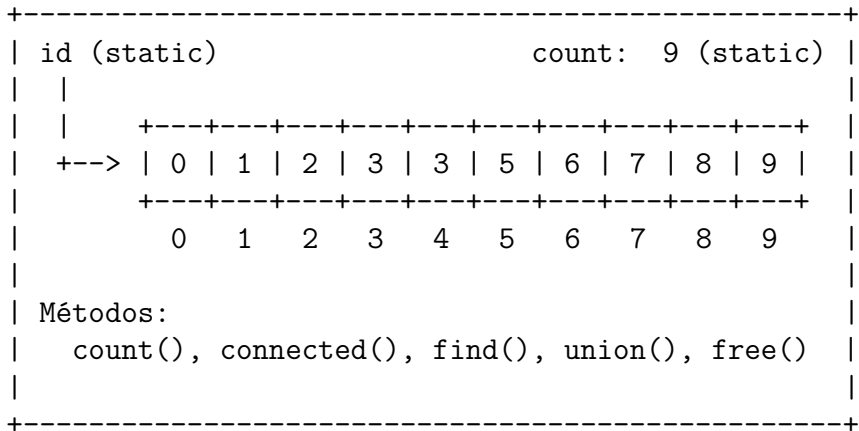 +--------------------------------------------------+
| id (static)                   count:  9 (static) |
|  |                                               |
|  |    +---+---+---+---+---+---+---+---+---+---+  |
|  +--> | 0 | 1 | 2 | 3 | 3 | 5 | 6 | 7 | 8 | 9 |  |
|       +---+---+---+---+---+---+---+---+---+---+  |
|         0   1   2   3   4   5   6   7   8   9    |
|                                                  |
| Métodos:                                         |
|   count(), connected(), find(), union(), free()  |
|                                                  |
+--------------------------------------------------+